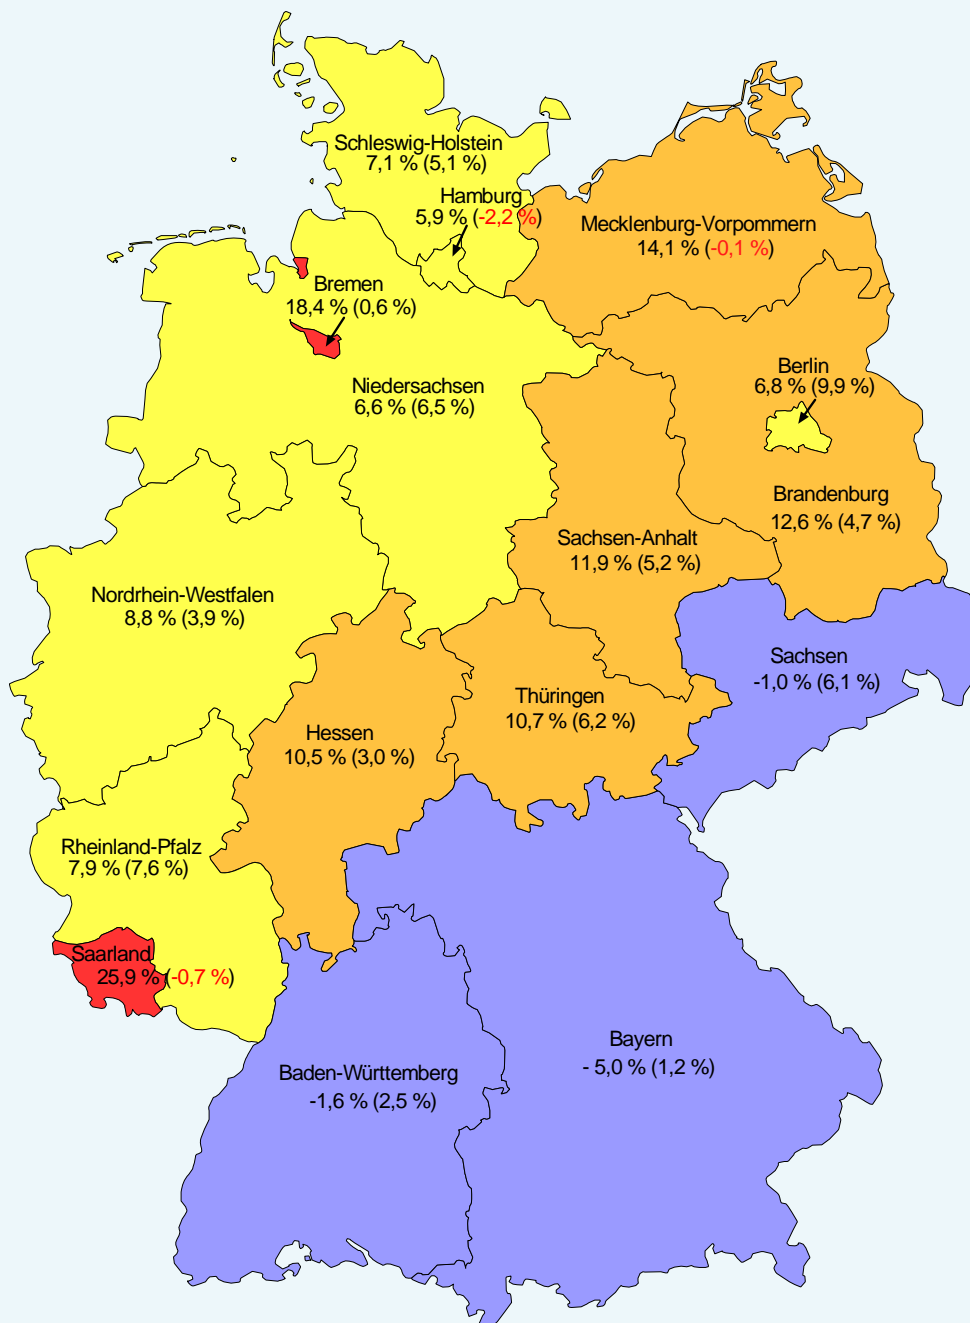 Schleswig-Holstein
7,1 % (5,1 %)
Hamburg
5,9 % (-2,2 %)
Mecklenburg-Vorpommern
14,1 % (-0,1 %)
Bremen
18,4 % (0,6 %)
Niedersachsen
6,6 % (6,5 %)
Berlin
6,8 % (9,9 %)
Brandenburg
12,6 % (4,7 %)
Sachsen-Anhalt
11,9 % (5,2 %)
Nordrhein-Westfalen
8,8 % (3,9 %)
Sachsen
-1,0 % (6,1 %)
Thüringen
10,7 % (6,2 %)
Hessen
10,5 % (3,0 %)
Rheinland-Pfalz
7,9 % (7,6 %)
Saarland
25,9 % (-0,7 %)
Bayern
- 5,0 % (1,2 %)
Baden-Württemberg
-1,6 % (2,5 %)